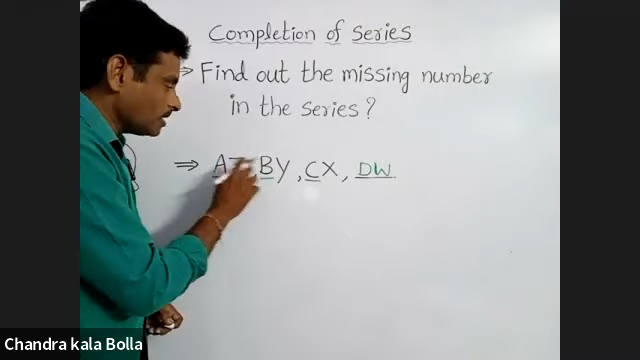 Completion of series
⇒ Find out the missing number
in the series?
⇒ AZ, BY, CX, DW
Chandra kala Bolla